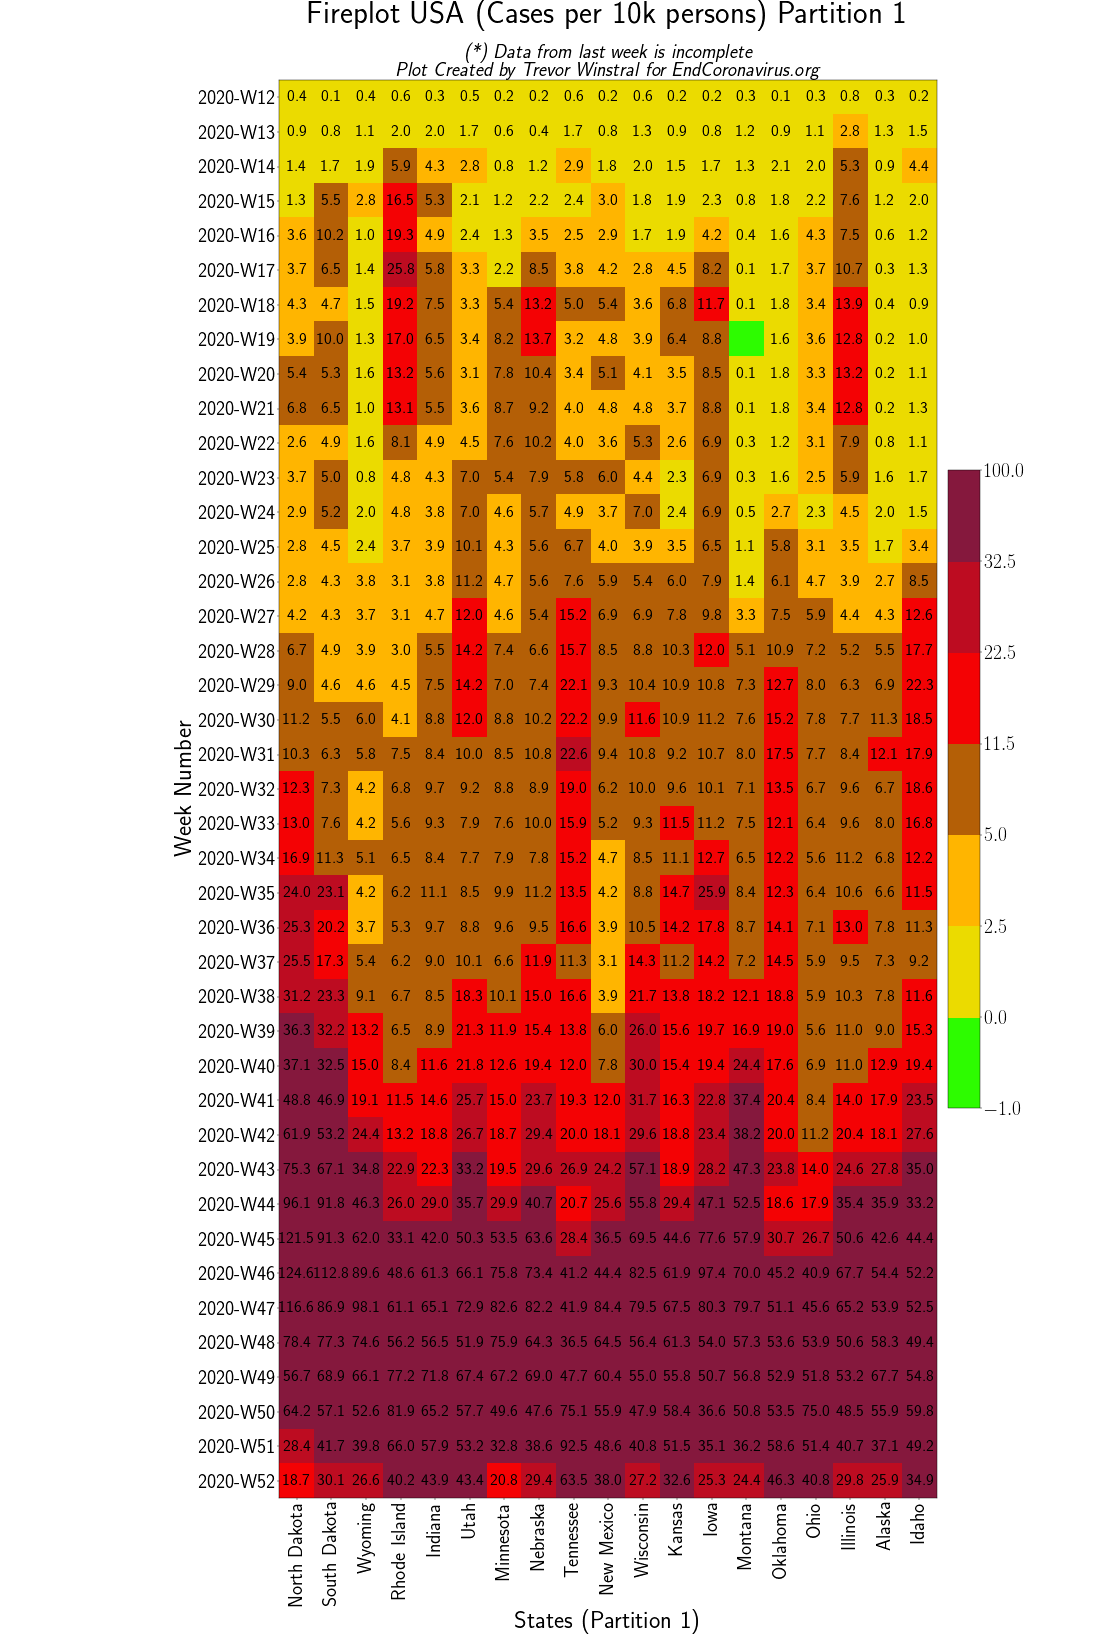 Fireplot USA (Cases per 10k persons) Partition 1
(*) Data from last week is incomplete
Plot Created by Trevor Winstral for EndCoronavirus.org
2020-W12 0.4 0.1 0.4 0.6 0.3 0.5 0.2 0.2 0.6 0.2 0.6 0.2 0.2 0.3 0.1 0.3 0.8 0.3 0.2
2020-W13 0.9 0.8 1.1 2.0 2.0 1.7 0.6 0.4 1.7 0.8 1.3 0.9 0.8 1.2 0.9 1.1 2.8 1.3 1.5
2020-W14 1.4 1.7 1.9 5.9 4.3 2.8 0.8 1.2 2.9 1.8 2.0 1.5 1.7 1.3 2.1 2.0 5.3 0.9 4.4
2020-W15 1.3 5.5 2.8 16.5 5.3 2.1 1.2 2.2 2.4 3.0 1.8 1.9 2.3 0.8 1.8 2.2 7.6 1.2 2.0
2020-W16 3.6 10.2 1.0 19.3 4.9 2.4 1.3 3.5 2.5 2.9 1.7 1.9 4.2 0.4 1.6 4.3 7.5 0.6 1.2
2020-W17 3.7 6.5 1.4 25.8 5.8 3.3 2.2 8.5 3.8 4.2 2.8 4.5 8.2 0.1 1.7 3.7 10.7 0.3 1.3
2020-W18 4.3 4.7 1.5 19.2 7.5 3.3 5.4 13.2 5.0 5.4 3.6 6.8 11.7 0.1 1.8 3.4 13.9 0.4 0.9
2020-W19 3.9 10.0 1.3 17.0 6.5 3.4 8.2 13.7 3.2 4.8 3.9 6.4 8.8 1.6 3.6 12.8 0.2 1.0
2020-W20 5.4 5.3 1.6 13.2 5.6 3.1 7.8 10.4 3.4 5.1 4.1 3.5 8.5 0.1 1.8 3.3 13.2 0.2 1.1
2020-W21 6.8 6.5 1.0 13.1 5.5 3.6 8.7 9.2 4.0 4.8 4.8 3.7 8.8 0.1 1.8 3.4 12.8 0.2 1.3
2020-W22 2.6 4.9 1.6 8.1 4.9 4.5 7.6 10.2 4.0 3.6 5.3 2.6 6.9 0.3 1.2 3.1 7.9 0.8 1.1
2020-W23 3.7 5.0 0.8 4.8 4.3 7.0 5.4 7.9 5.8 6.0 4.4 2.3 6.9 0.3 1.6 2.5 5.9 1.6 1.7
2020-W24 2.9 5.2 2.0 4.8 3.8 7.0 4.6 5.7 4.9 3.7 7.0 2.4 6.9 0.5 2.7 2.3 4.5 2.0 1.5
2020-W25 2.8 4.5 2.4 3.7 3.9 10.1 4.3 5.6 6.7 4.0 3.9 3.5 6.5 1.1 5.8 3.1 3.5 1.7 3.4
2020-W26 2.8 4.3 3.8 3.1 3.8 11.2 4.7 5.6 7.6 5.9 5.4 6.0 7.9 1.4 6.1 4.7 3.9 2.7 8.5
2020-W27 4.2 4.3 3.7 3.1 4.7 12.0 4.6 5.4 15.2 6.9 6.9 7.8 9.8 3.3 7.5 5.9 4.4 4.3 12.6
2020-W28 6.7 4.9 3.9 3.0 5.5 14.2 7.4 6.6 15.7 8.5 8.8 10.3 12.0 5.1 10.9 7.2 5.2 5.5 17.7
2020-W29 9.0 4.6 4.6 4.5 7.5 14.2 7.0 7.4 22.1 9.3 10.4 10.9 10.8 7.3 12.7 8.0 6.3 6.9 22.3
2020-W30 11.2 5.5 6.0 4.1 8.8 12.0 8.8 10.2 22.2 9.9 11.6 10.9 11.2 7.6 15.2 7.8 7.7 11.3 18.5
2020-W31 10.3 6.3 5.8 7.5 8.4 10.0 8.5 10.8 22.6 9.4 10.8 9.2 10.7 8.0 17.5 7.7 8.4 12.1 17.9
2020-W32 12.3 7.3 4.2 6.8 9.7 9.2 8.8 8.9 19.0 6.2 10.0 9.6 10.1 7.1 13.5 6.7 9.6 6.7 18.6
2020-W33 13.0 7.6 4.2 5.6 9.3 7.9 7.6 10.0 15.9 5.2 9.3 11.5 11.2 7.5 12.1 6.4 9.6 8.0 16.8
2020-W34 16.9 11.3 5.1 6.5 8.4 7.7 7.9 7.8 15.2 4.7 8.5 11.1 12.7 6.5 12.2 5.6 11.2 6.8 12.2
2020-W35 24.0 23.1 4.2 6.2 11.1 8.5 9.9 11.2 13.5 4.2 8.8 14.7 25.9 8.4 12.3 6.4 10.6 6.6 11.5
2020-W36 25.3 20.2 3.7 5.3 9.7 8.8 9.6 9.5 16.6 3.9 10.5 14.2 17.8 8.7 14.1 7.1 13.0 7.8 11.3
2020-W37 25.5 17.3 5.4 6.2 9.0 10.1 6.6 11.9 11.3 3.1 14.3 11.2 14.2 7.2 14.5 5.9 9.5 7.3 9.2
2020-W38 31.2 23.3 9.1 6.7 8.5 18.3 10.1 15.0 16.6 3.9 21.7 13.8 18.2 12.1 18.8 5.9 10.3 7.8 11.6
2020-W39 36.3 32.2 13.2 6.5 8.9 21.3 11.9 15.4 13.8 6.0 26.0 15.6 19.7 16.9 19.0 5.6 11.0 9.0 15.3
2020-W40 37.1 32.5 15.0 8.4 11.6 21.8 12.6 19.4 12.0 7.8 30.0 15.4 19.4 24.4 17.6 6.9 11.0 12.9 19.4
2020-W41 48.8 46.9 19.1 11.5 14.6 25.7 15.0 23.7 19.3 12.0 31.7 16.3 22.8 37.4 20.4 8.4 14.0 17.9 23.5
2020-W42 61.9 53.2 24.4 13.2 18.8 26.7 18.7 29.4 20.0 18.1 29.6 18.8 23.4 38.2 20.0 11.2 20.4 18.1 27.6
2020-W43 75.3 67.1 34.8 22.9 22.3 33.2 19.5 29.6 26.9 24.2 57.1 18.9 28.2 47.3 23.8 14.0 24.6 27.8 35.0
2020-W44 96.1 91.8 46.3 26.0 29.0 35.7 29.9 40.7 20.7 25.6 55.8 29.4 47.1 52.5 18.6 17.9 35.4 35.9 33.2
2020-W45 121.5 91.3 62.0 33.1 42.0 50.3 53.5 63.6 28.4 36.5 69.5 44.6 77.6 57.9 30.7 26.7 50.6 42.6 44.4
2020-W46 124.6 112.8 89.6 48.6 61.3 66.1 75.8 73.4 41.2 44.4 82.5 61.9 97.4 70.0 45.2 40.9 67.7 54.4 52.2
2020-W47 116.6 86.9 98.1 61.1 65.1 72.9 82.6 82.2 41.9 84.4 79.5 67.5 80.3 79.7 51.1 45.6 65.2 53.9 52.5
2020-W48 78.4 77.3 74.6 56.2 56.5 51.9 75.9 64.3 36.5 64.5 56.4 61.3 54.0 57.3 53.6 53.9 50.6 58.3 49.4
2020-W49 56.7 68.9 66.1 77.2 71.8 67.4 67.2 69.0 47.7 60.4 55.0 55.8 50.7 56.8 52.9 51.8 53.2 67.7 54.8
2020-W50 64.2 57.1 52.6 81.9 65.2 57.7 49.6 47.6 75.1 55.9 47.9 58.4 36.6 50.8 53.5 75.0 48.5 55.9 59.8
2020-W51 28.4 41.7 39.8 66.0 57.9 53.2 32.8 38.6 92.5 48.6 40.8 51.5 35.1 36.2 58.6 51.4 40.7 37.1 49.2
2020-W52 18.7 30.1 26.6 40.2 43.9 43.4 20.8 29.4 63.5 38.0 27.2 32.6 25.3 24.4 46.3 40.8 29.8 25.9 34.9
Week Number
North Dakota
South Dakota
Wyoming
Rhode Island
Indiana
Utah
Minnesota
Nebraska
Tennessee
New Mexico
Wisconsin
Kansas
Iowa
Montana
Oklahoma
Ohio
Illinois
Alaska
Idaho
States (Partition 1)
100.0
32.5
22.5
11.5
5.0
2.5
0.0
−1.0